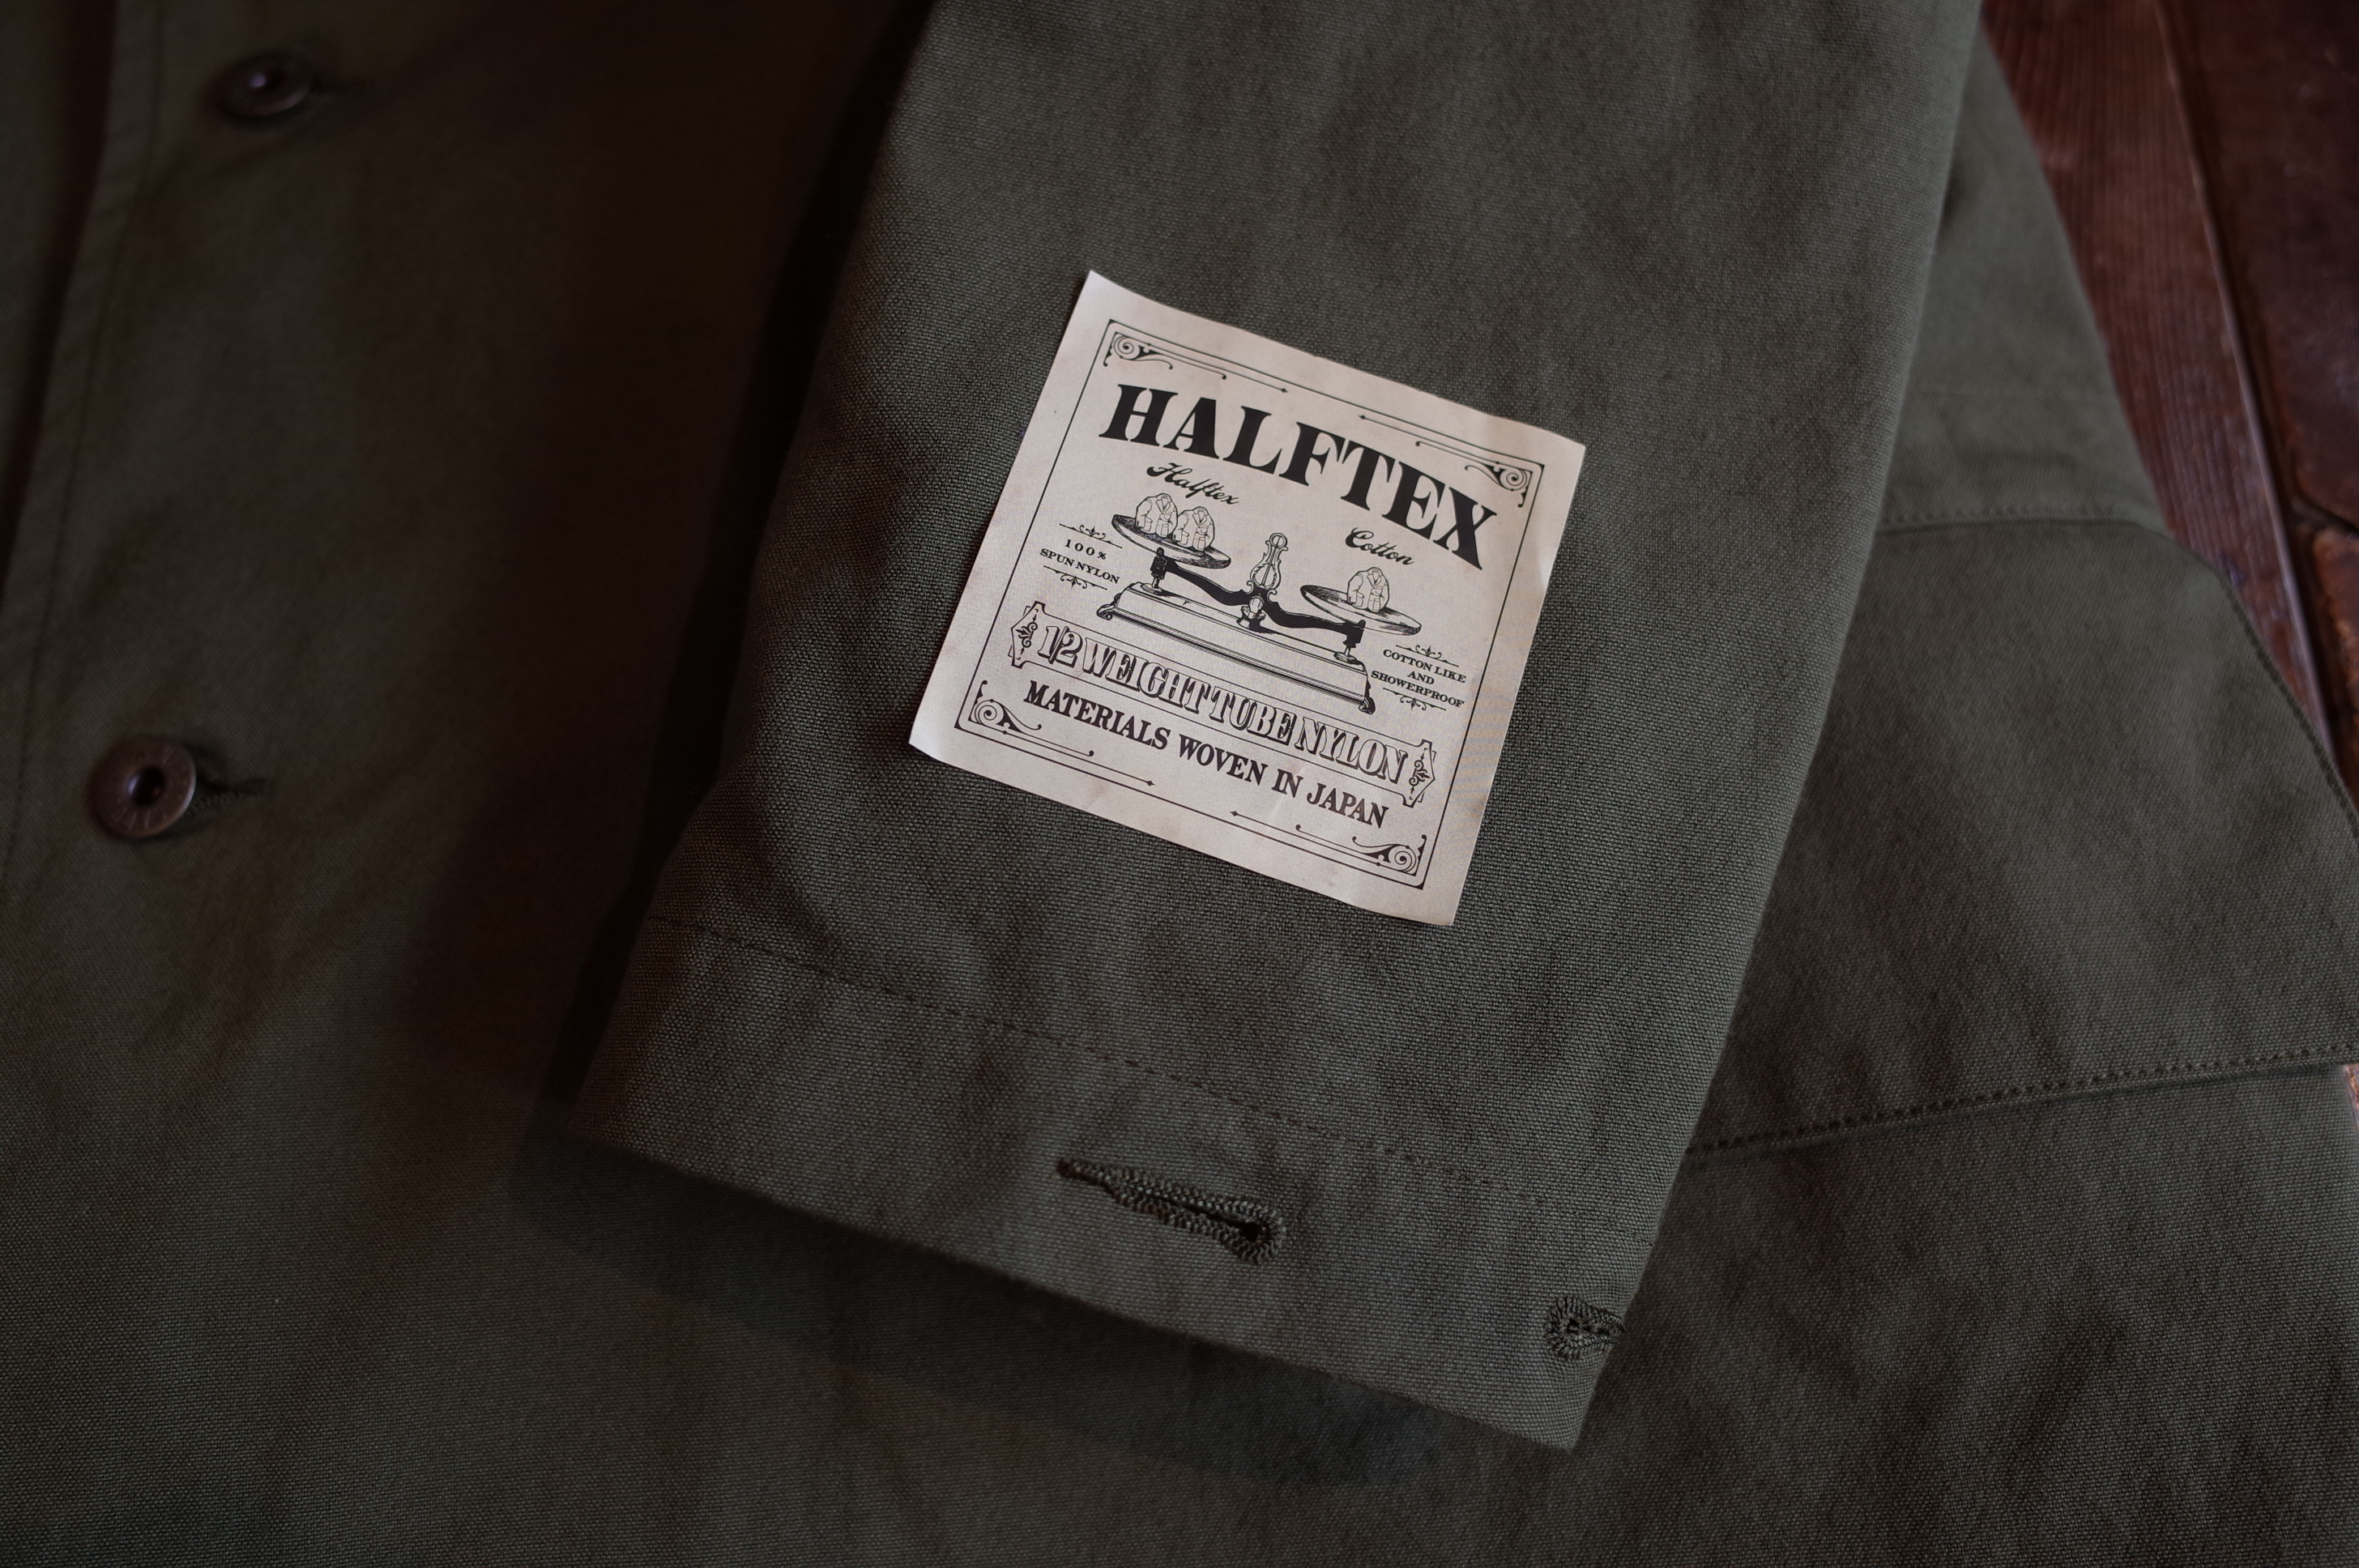 HALFTEX
Halftex
Cotton
100%
SPUN NYLON
COTTON LIKE
AND
SHOWERPROOF
1/2 WEIGHT TUBE NYLON
MATERIALS WOVEN IN JAPAN